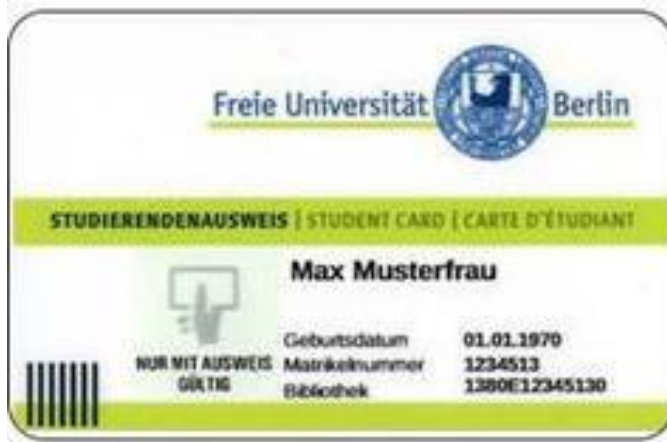 Freie Universität Berlin
STUDIERENDENAUSWEIS | STUDENT CARD | CARTE D'ÉTUDIANT
Max Musterfrau
Geburtsdatum 01.01.1970
NUR MIT AUSWEIS Matrikelnummer 1234513
GÜLTIG Bibliothek 1380E12345130